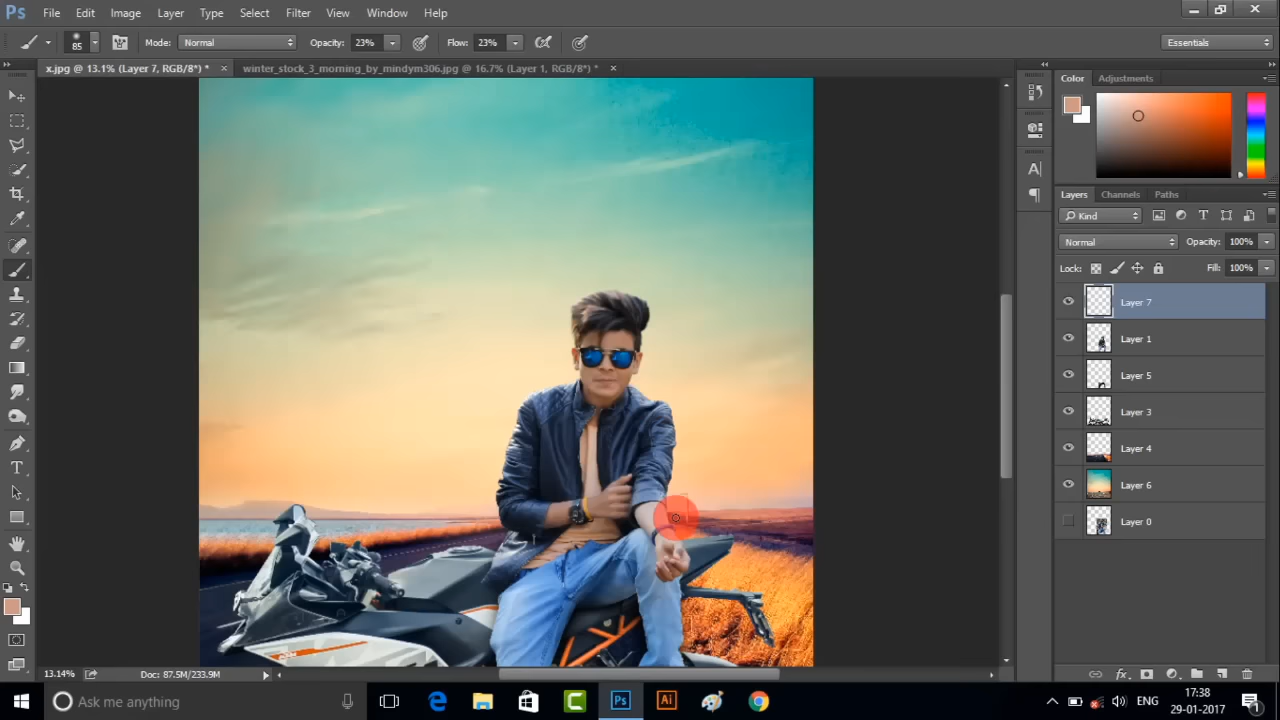 Ps File Edit Image Layer Type Select Filter View Window Help
85 Mode: Normal Opacity: 23% Flow: 23% Essentials
x.jpg @ 13.1% (Layer 7, RGB/8*) * × winter_stock_3_morning_by_mindym306.jpg @ 16.7% (Layer 1, RGB/8*) * ×
Color Adjustments
Layers Channels Paths
Kind
Normal Opacity: 100%
Lock: Fill: 100%
Layer 7
Layer 1
Layer 5
Layer 3
Layer 4
Layer 6
Layer 0
13.14% Doc: 87.5M/233.9M
Ask me anything Ps Ai ENG 17:38
29-01-2017